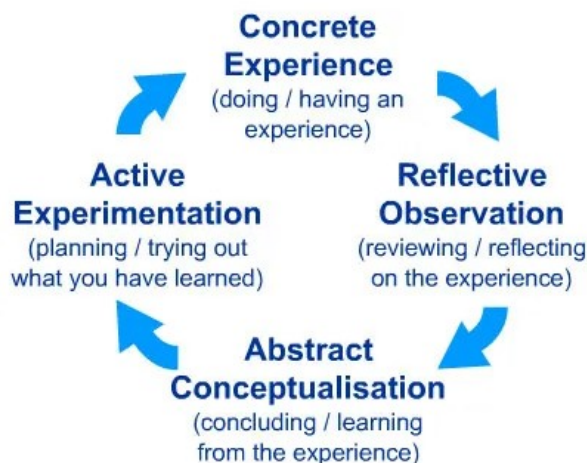 Concrete
Experience
(doing / having an
experience)
Reflective
Observation
(reviewing / reflecting
on the experience)
Abstract
Conceptualisation
(concluding / learning
from the experience)
Active
Experimentation
(planning / trying out
what you have learned)